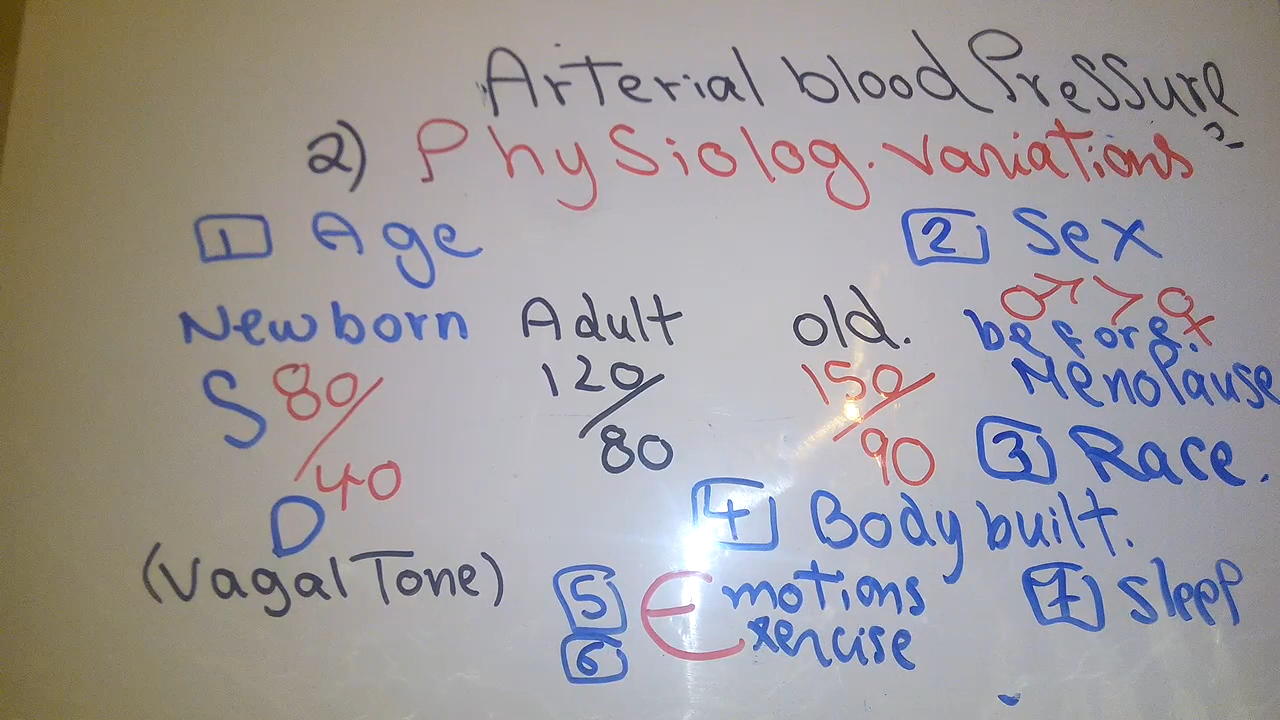 Arterial blood Pressure
2) Physiolog. variations
1 Age
2 Sex
Newborn Adult old.
♂ > ♀
before.
Menopause
S 80/40 D
120/80
150/90
3 Race.
4 Body built.
(Vagal Tone)
5 Emotions
6 Exercise
7 Sleep